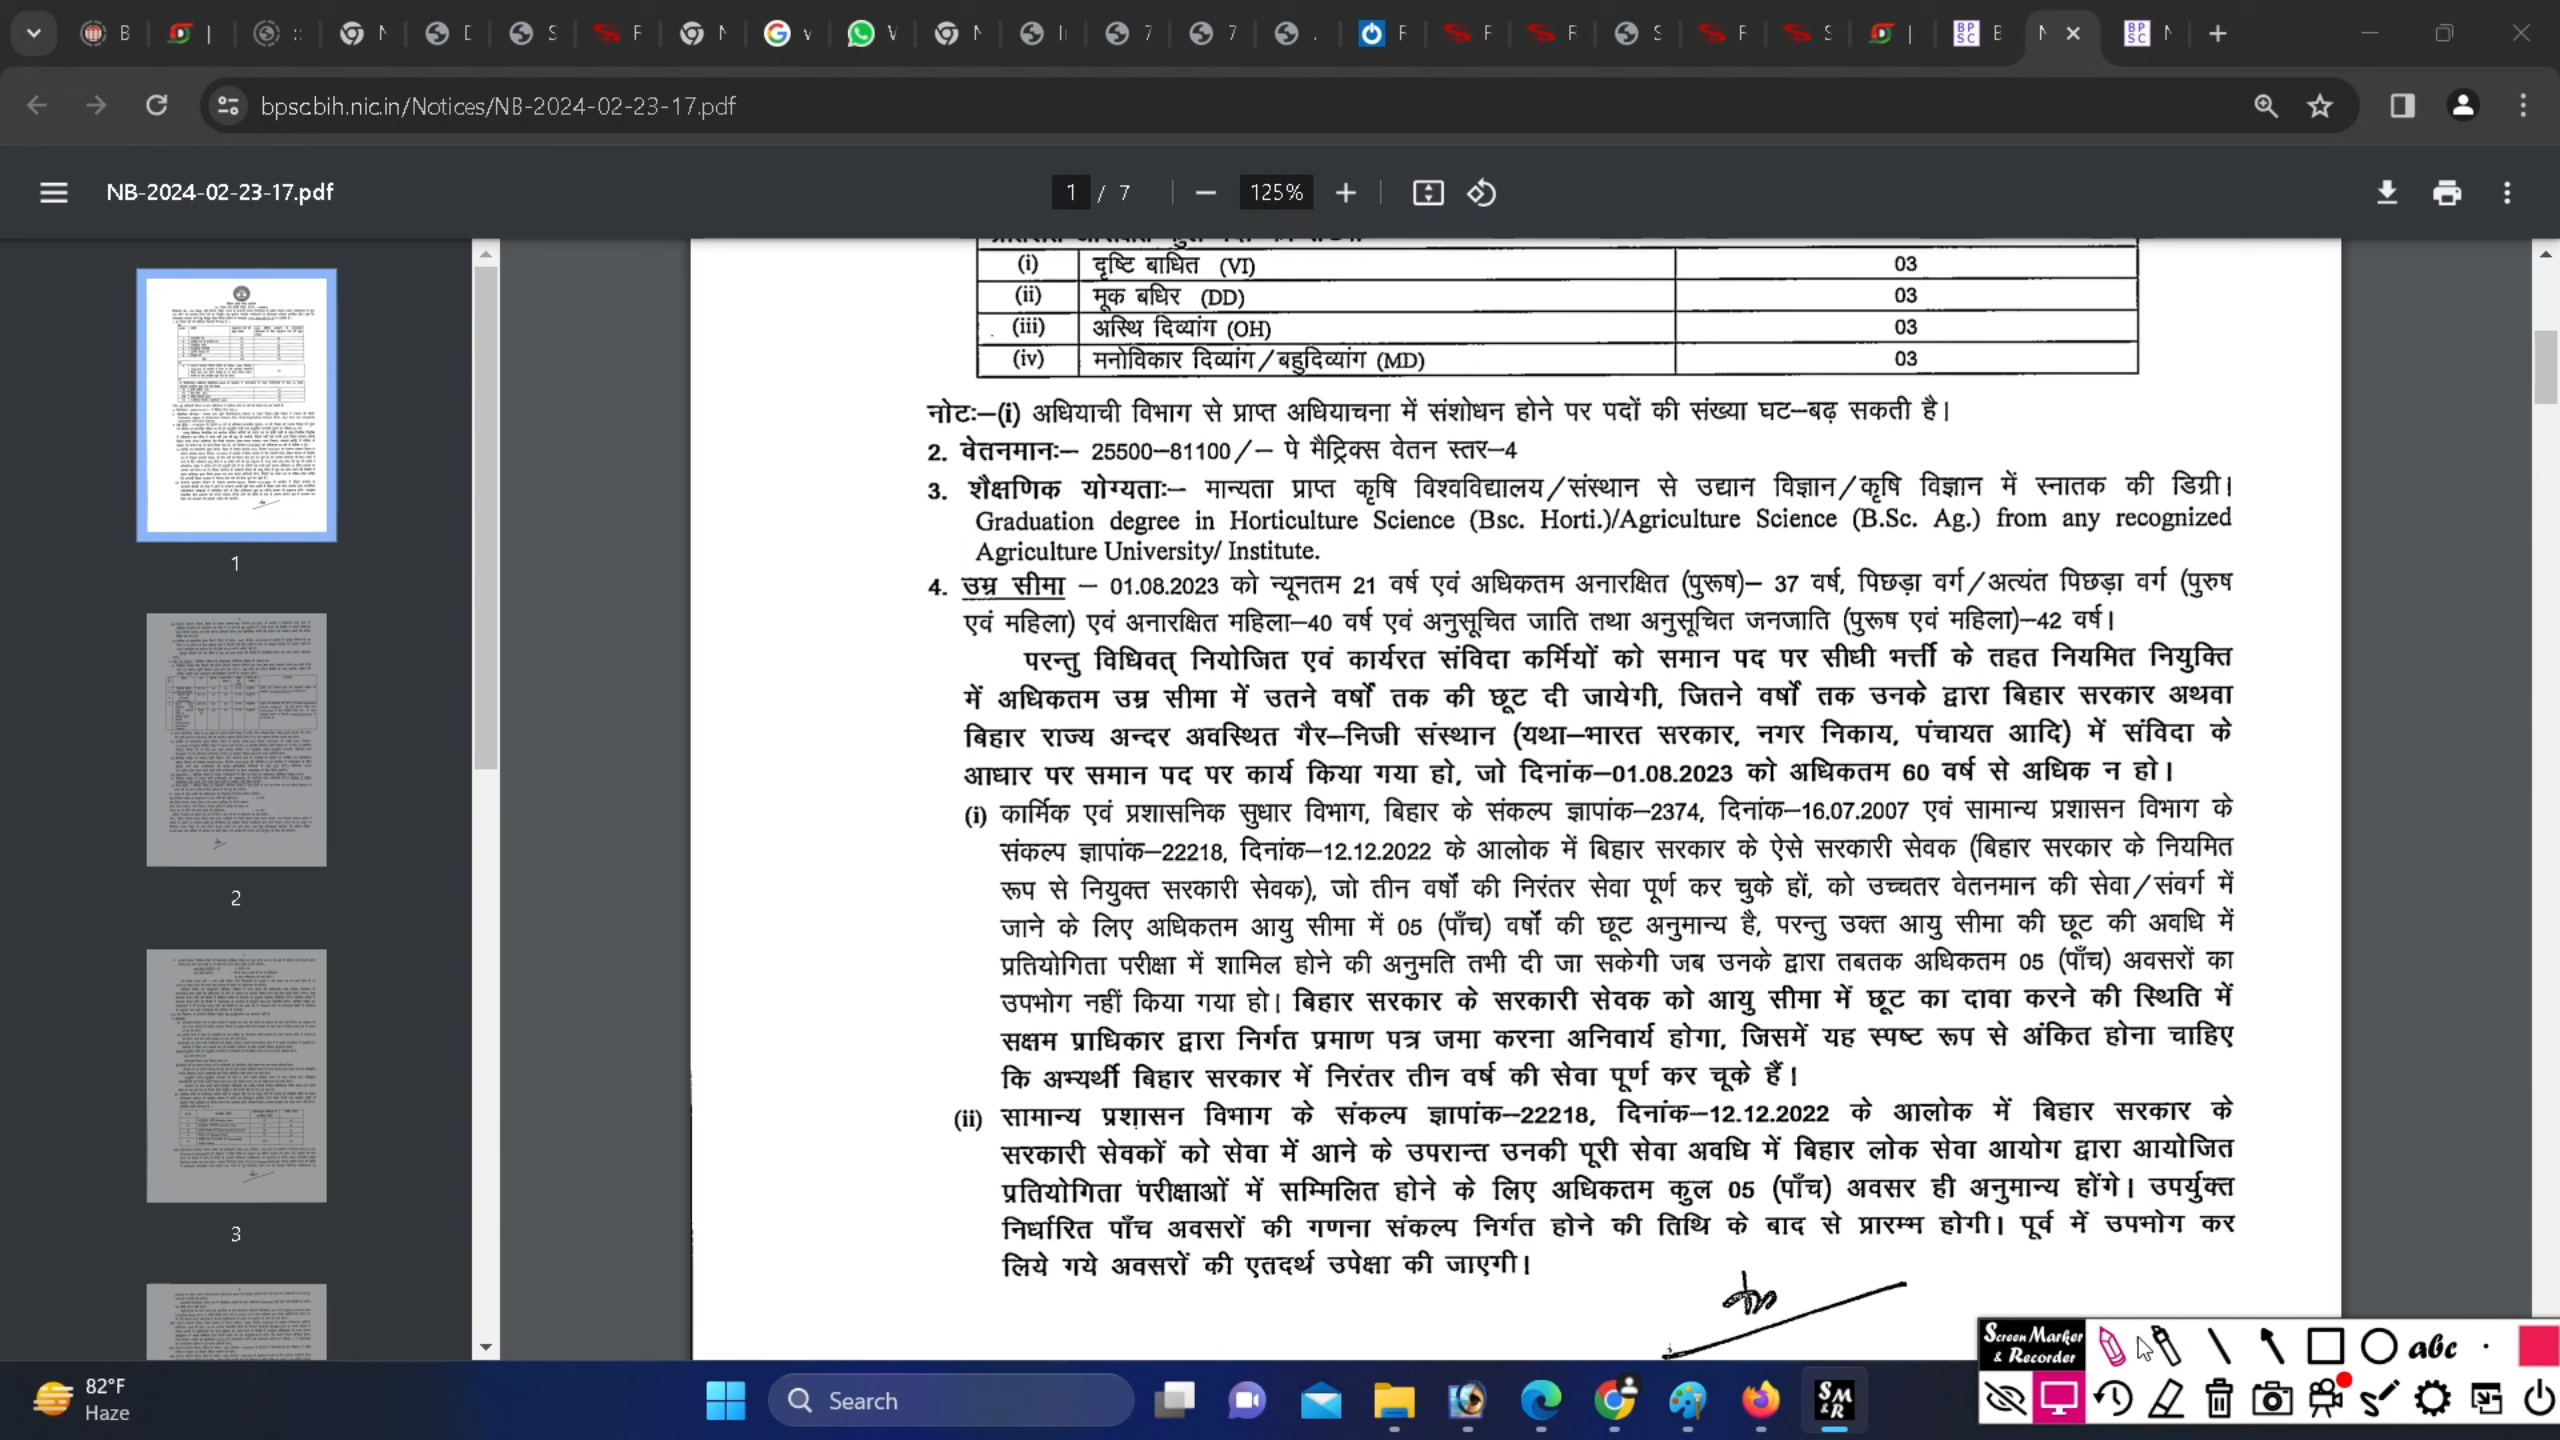 bpsc.bih.nic.in/Notices/NB-2024-02-23-17.pdf
NB-2024-02-23-17.pdf
1 / 7
125%
(i) दृष्टि बाधित (VI) 03
(ii) मूक बधिर (DD) 03
(iii) अस्थि दिव्यांग (OH) 03
(iv) मनोविकार दिव्यांग/बहुदिव्यांग (MD) 03
नोटः–(i) अधियाची विभाग से प्राप्त अधियाचना में संशोधन होने पर पदों की संख्या घट–बढ़ सकती है।
2. वेतनमानः– 25500–81100/– पे मैट्रिक्स वेतन स्तर–4
3. शैक्षणिक योग्यताः– मान्यता प्राप्त कृषि विश्वविद्यालय/संस्थान से उद्यान विज्ञान/कृषि विज्ञान में स्नातक की डिग्री।
Graduation degree in Horticulture Science (Bsc. Horti.)/Agriculture Science (B.Sc. Ag.) from any recognized
Agriculture University/ Institute.
4. उम्र सीमा – 01.08.2023 को न्यूनतम 21 वर्ष एवं अधिकतम अनारक्षित (पुरूष)– 37 वर्ष, पिछड़ा वर्ग/अत्यंत पिछड़ा वर्ग (पुरुष
एवं महिला) एवं अनारक्षित महिला–40 वर्ष एवं अनुसूचित जाति तथा अनुसूचित जनजाति (पुरूष एवं महिला)–42 वर्ष।
परन्तु विधिवत् नियोजित एवं कार्यरत संविदा कर्मियों को समान पद पर सीधी भर्त्ती के तहत नियमित नियुक्ति
में अधिकतम उम्र सीमा में उतने वर्षों तक की छूट दी जायेगी, जितने वर्षों तक उनके द्वारा बिहार सरकार अथवा
बिहार राज्य अन्दर अवस्थित गैर–निजी संस्थान (यथा–भारत सरकार, नगर निकाय, पंचायत आदि) में संविदा के
आधार पर समान पद पर कार्य किया गया हो, जो दिनांक–01.08.2023 को अधिकतम 60 वर्ष से अधिक न हो।
(i) कार्मिक एवं प्रशासनिक सुधार विभाग, बिहार के संकल्प ज्ञापांक–2374, दिनांक–16.07.2007 एवं सामान्य प्रशासन विभाग के
संकल्प ज्ञापांक–22218, दिनांक–12.12.2022 के आलोक में बिहार सरकार के ऐसे सरकारी सेवक (बिहार सरकार के नियमित
रूप से नियुक्त सरकारी सेवक), जो तीन वर्षों की निरंतर सेवा पूर्ण कर चुके हों, को उच्चतर वेतनमान की सेवा/संवर्ग में
जाने के लिए अधिकतम आयु सीमा में 05 (पाँच) वर्षों की छूट अनुमान्य है, परन्तु उक्त आयु सीमा की छूट की अवधि में
प्रतियोगिता परीक्षा में शामिल होने की अनुमति तभी दी जा सकेगी जब उनके द्वारा तबतक अधिकतम 05 (पाँच) अवसरों का
उपभोग नहीं किया गया हो। बिहार सरकार के सरकारी सेवक को आयु सीमा में छूट का दावा करने की स्थिति में
सक्षम प्राधिकार द्वारा निर्गत प्रमाण पत्र जमा करना अनिवार्य होगा, जिसमें यह स्पष्ट रूप से अंकित होना चाहिए
कि अभ्यर्थी बिहार सरकार में निरंतर तीन वर्ष की सेवा पूर्ण कर चूके हैं।
(ii) सामान्य प्रशासन विभाग के संकल्प ज्ञापांक–22218, दिनांक–12.12.2022 के आलोक में बिहार सरकार के
सरकारी सेवकों को सेवा में आने के उपरान्त उनकी पूरी सेवा अवधि में बिहार लोक सेवा आयोग द्वारा आयोजित
प्रतियोगिता परीक्षाओं में सम्मिलित होने के लिए अधिकतम कुल 05 (पाँच) अवसर ही अनुमान्य होंगे। उपर्युक्त
निर्धारित पाँच अवसरों की गणना संकल्प निर्गत होने की तिथि के बाद से प्रारम्भ होगी। पूर्व में उपभोग कर
लिये गये अवसरों की एतदर्थ उपेक्षा की जाएगी।
1
2
3
Screen Marker
& Recorder
abc
82°F
Haze
Search
SM
&R